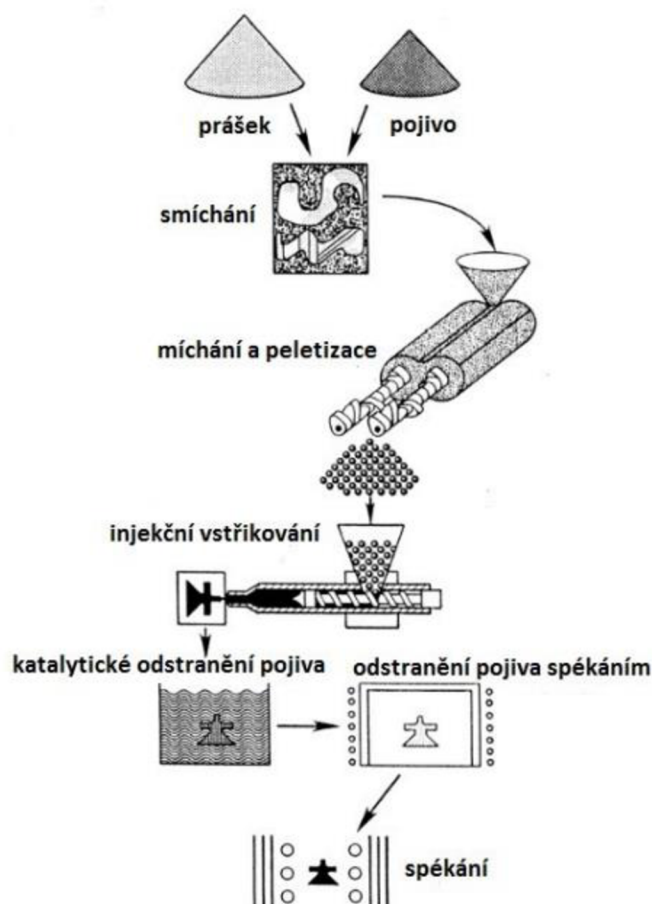 prášek
pojivo
smíchání
míchání a peletizace
injekční vstřikování
katalytické odstranění pojiva
odstranění pojiva spékáním
spékání